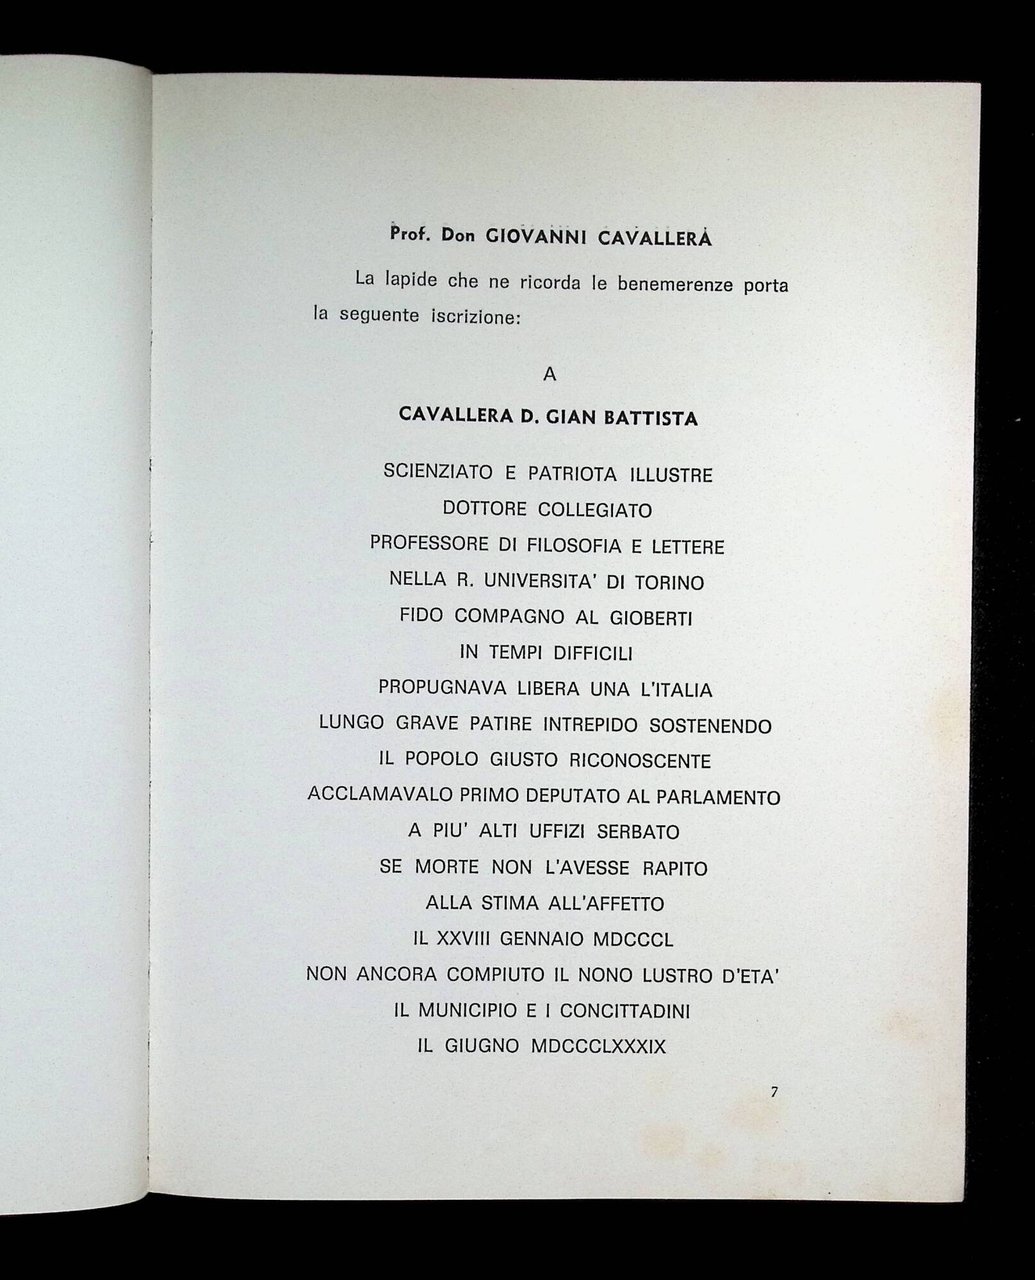 Prof. Don GIOVANNI CAVALLERA
La lapide che ne ricorda le benemerenze porta
la seguente iscrizione:
A
CAVALLERA D. GIAN BATTISTA
SCIENZIATO E PATRIOTA ILLUSTRE
DOTTORE COLLEGIATO
PROFESSORE DI FILOSOFIA E LETTERE
NELLA R. UNIVERSITA' DI TORINO
FIDO COMPAGNO AL GIOBERTI
IN TEMPI DIFFICILI
PROPUGNAVA LIBERA UNA L'ITALIA
LUNGO GRAVE PATIRE INTREPIDO SOSTENENDO
IL POPOLO GIUSTO RICONOSCENTE
ACCLAMAVALO PRIMO DEPUTATO AL PARLAMENTO
A PIU' ALTI UFFIZI SERBATO
SE MORTE NON L'AVESSE RAPITO
ALLA STIMA ALL'AFFETTO
IL XXVIII GENNAIO MDCCCL
NON ANCORA COMPIUTO IL NONO LUSTRO D'ETA'
IL MUNICIPIO E I CONCITTADINI
IL GIUGNO MDCCCLXXXIX
7